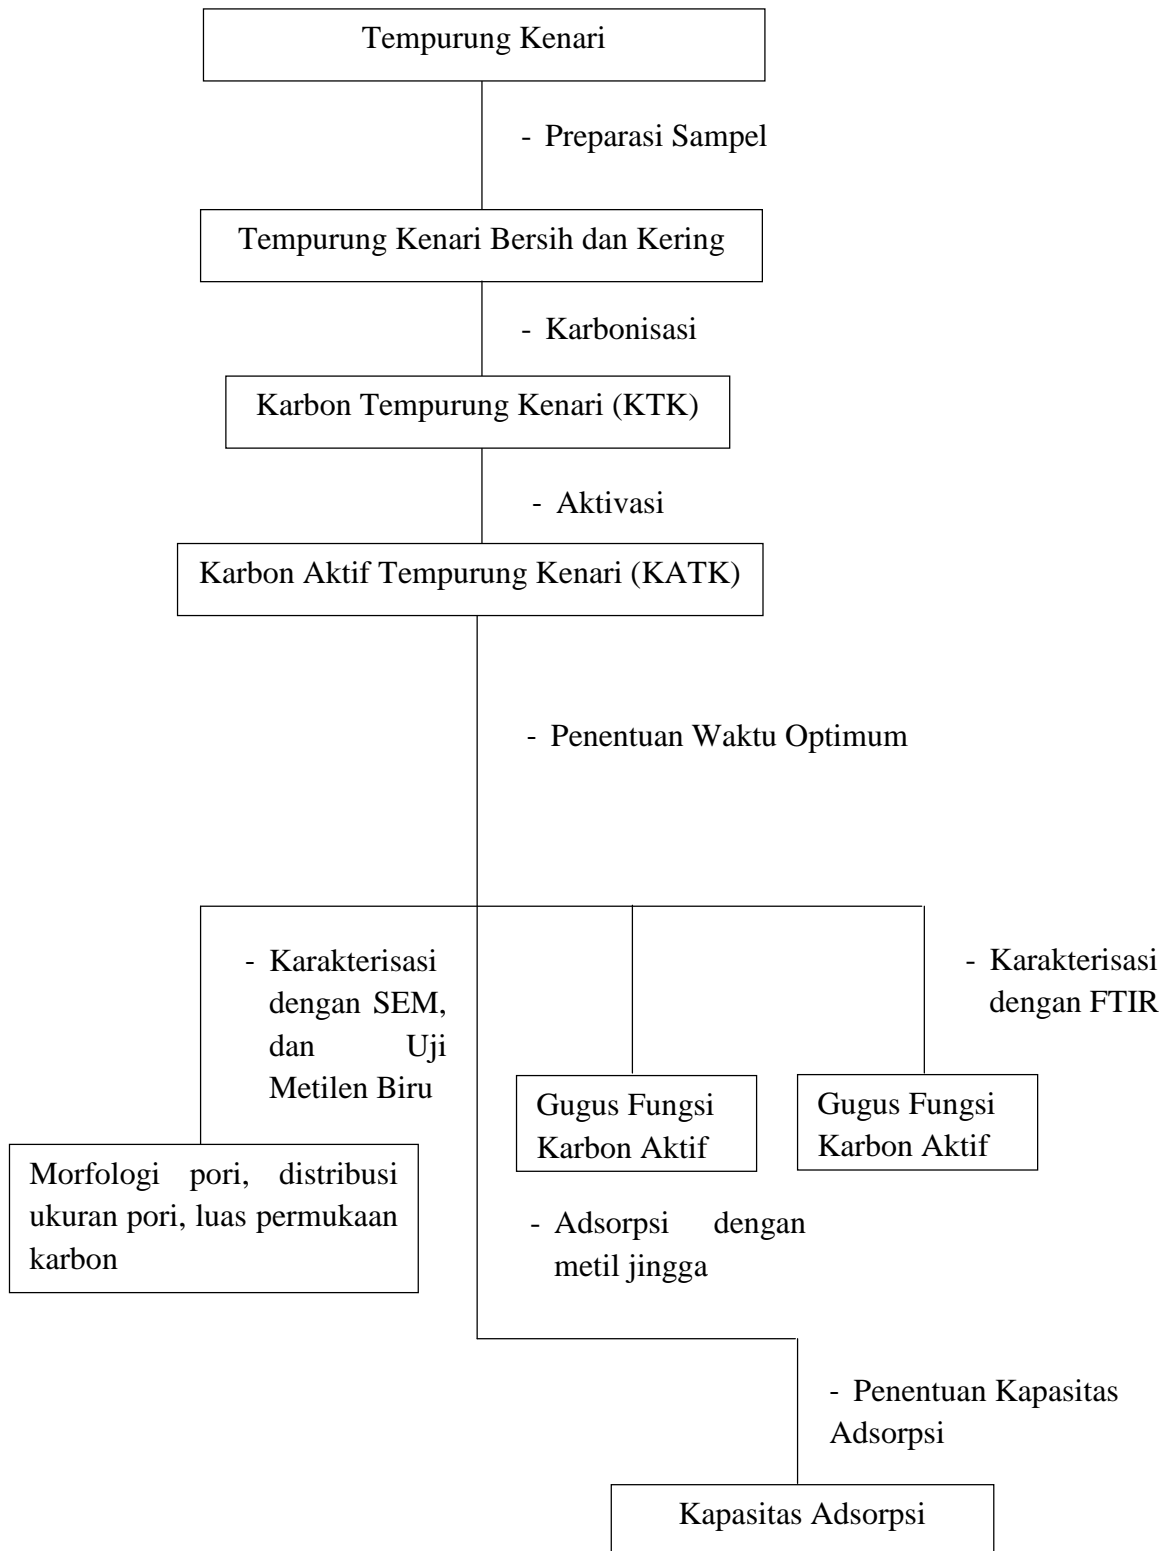 Tempurung Kenari
- Preparasi Sampel
Tempurung Kenari Bersih dan Kering
- Karbonisasi
Karbon Tempurung Kenari (KTK)
- Aktivasi
Karbon Aktif Tempurung Kenari (KATK)
- Penentuan Waktu Optimum
- Karakterisasi
dengan SEM,
dan Uji
Metilen Biru
- Karakterisasi
dengan FTIR
Morfologi pori, distribusi
ukuran pori, luas permukaan
karbon
Gugus Fungsi
Karbon Aktif
Gugus Fungsi
Karbon Aktif
- Adsorpsi dengan
metil jingga
- Penentuan Kapasitas
Adsorpsi
Kapasitas Adsorpsi